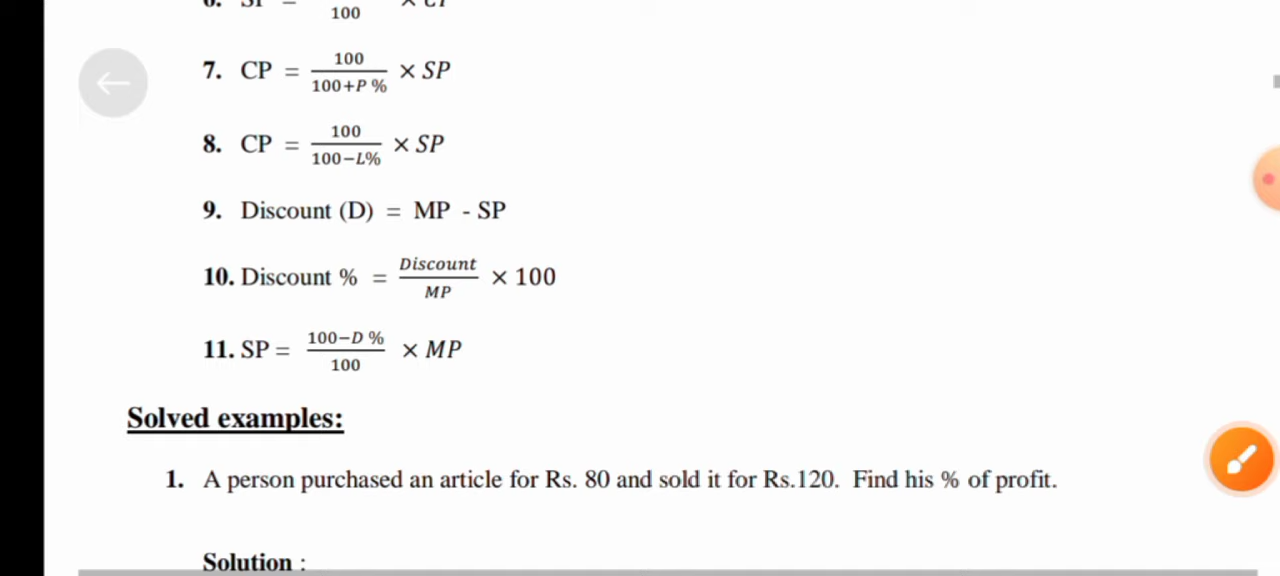 100
7. CP = 100/100+P % × SP
8. CP = 100/100−L% × SP
9. Discount (D) = MP - SP
10. Discount % = Discount/MP × 100
11. SP = 100−D %/100 × MP
Solved examples:
1. A person purchased an article for Rs. 80 and sold it for Rs.120. Find his % of profit.
Solution :